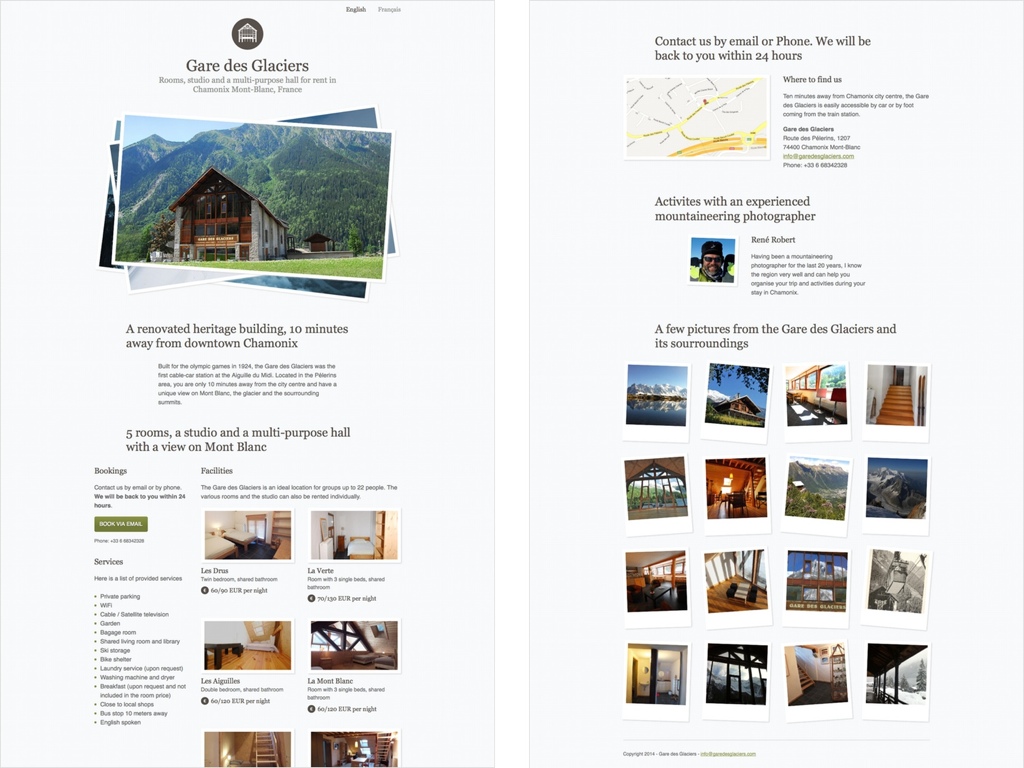 English Français
Gare des Glaciers
Rooms, studio and a multi-purpose hall for rent in
Chamonix Mont-Blanc, France
GARE DES GLACIERS
A renovated heritage building, 10 minutes
away from downtown Chamonix
Built for the olympic games in 1924, the Gare des Glaciers was the
first cable-car station at the Aiguille du Midi. Located in the Pélerins
area, you are only 10 minutes away from the city centre and have a
unique view on Mont Blanc, the glacier and the sourrounding
summits.
5 rooms, a studio and a multi-purpose hall
with a view on Mont Blanc
Bookings
Contact us by email or by phone.
We will be back to you within 24
hours.
BOOK VIA EMAIL
Phone: +33 6 68342328
Services
Here is a list of provided services
Private parking
WiFi
Cable / Satellite television
Garden
Bagage room
Shared living room and library
Ski storage
Bike shelter
Laundry service (upon request)
Washing machine and dryer
Breakfast (upon request and not
included in the room price)
Close to local shops
Bus stop 10 meters away
English spoken
Facilities
The Gare des Glaciers is an ideal location for groups up to 22 people. The
various rooms and the studio can also be rented individually.
Les Drus
Twin bedroom, shared bathroom
€ 60/90 EUR per night
La Verte
Room with 3 single beds, shared
bathroom
€ 70/130 EUR per night
Les Aiguilles
Double bedroom, shared bathroom
€ 60/120 EUR per night
La Mont Blanc
Room with 3 single beds, shared
bathroom
€ 60/120 EUR per night
Contact us by email or Phone. We will be
back to you within 24 hours
Where to find us
Ten minutes away from Chamonix city centre, the Gare
des Glaciers is easily accessible by car or by foot
coming from the train station.
Gare des Glaciers
Route des Pélerins, 1207
74400 Chamonix Mont-Blanc
info@garedesglaciers.com
Phone: +33 6 68342328
Activites with an experienced
mountaineering photographer
René Robert
Having been a mountaineering
photographer for the last 20 years, I know
the region very well and can help you
organise your trip and activities during your
stay in Chamonix.
A few pictures from the Gare des Glaciers and
its sourroundings
GARE DES GLACIERS
Copyright 2014 - Gare des Glaciers - info@garedesglaciers.com